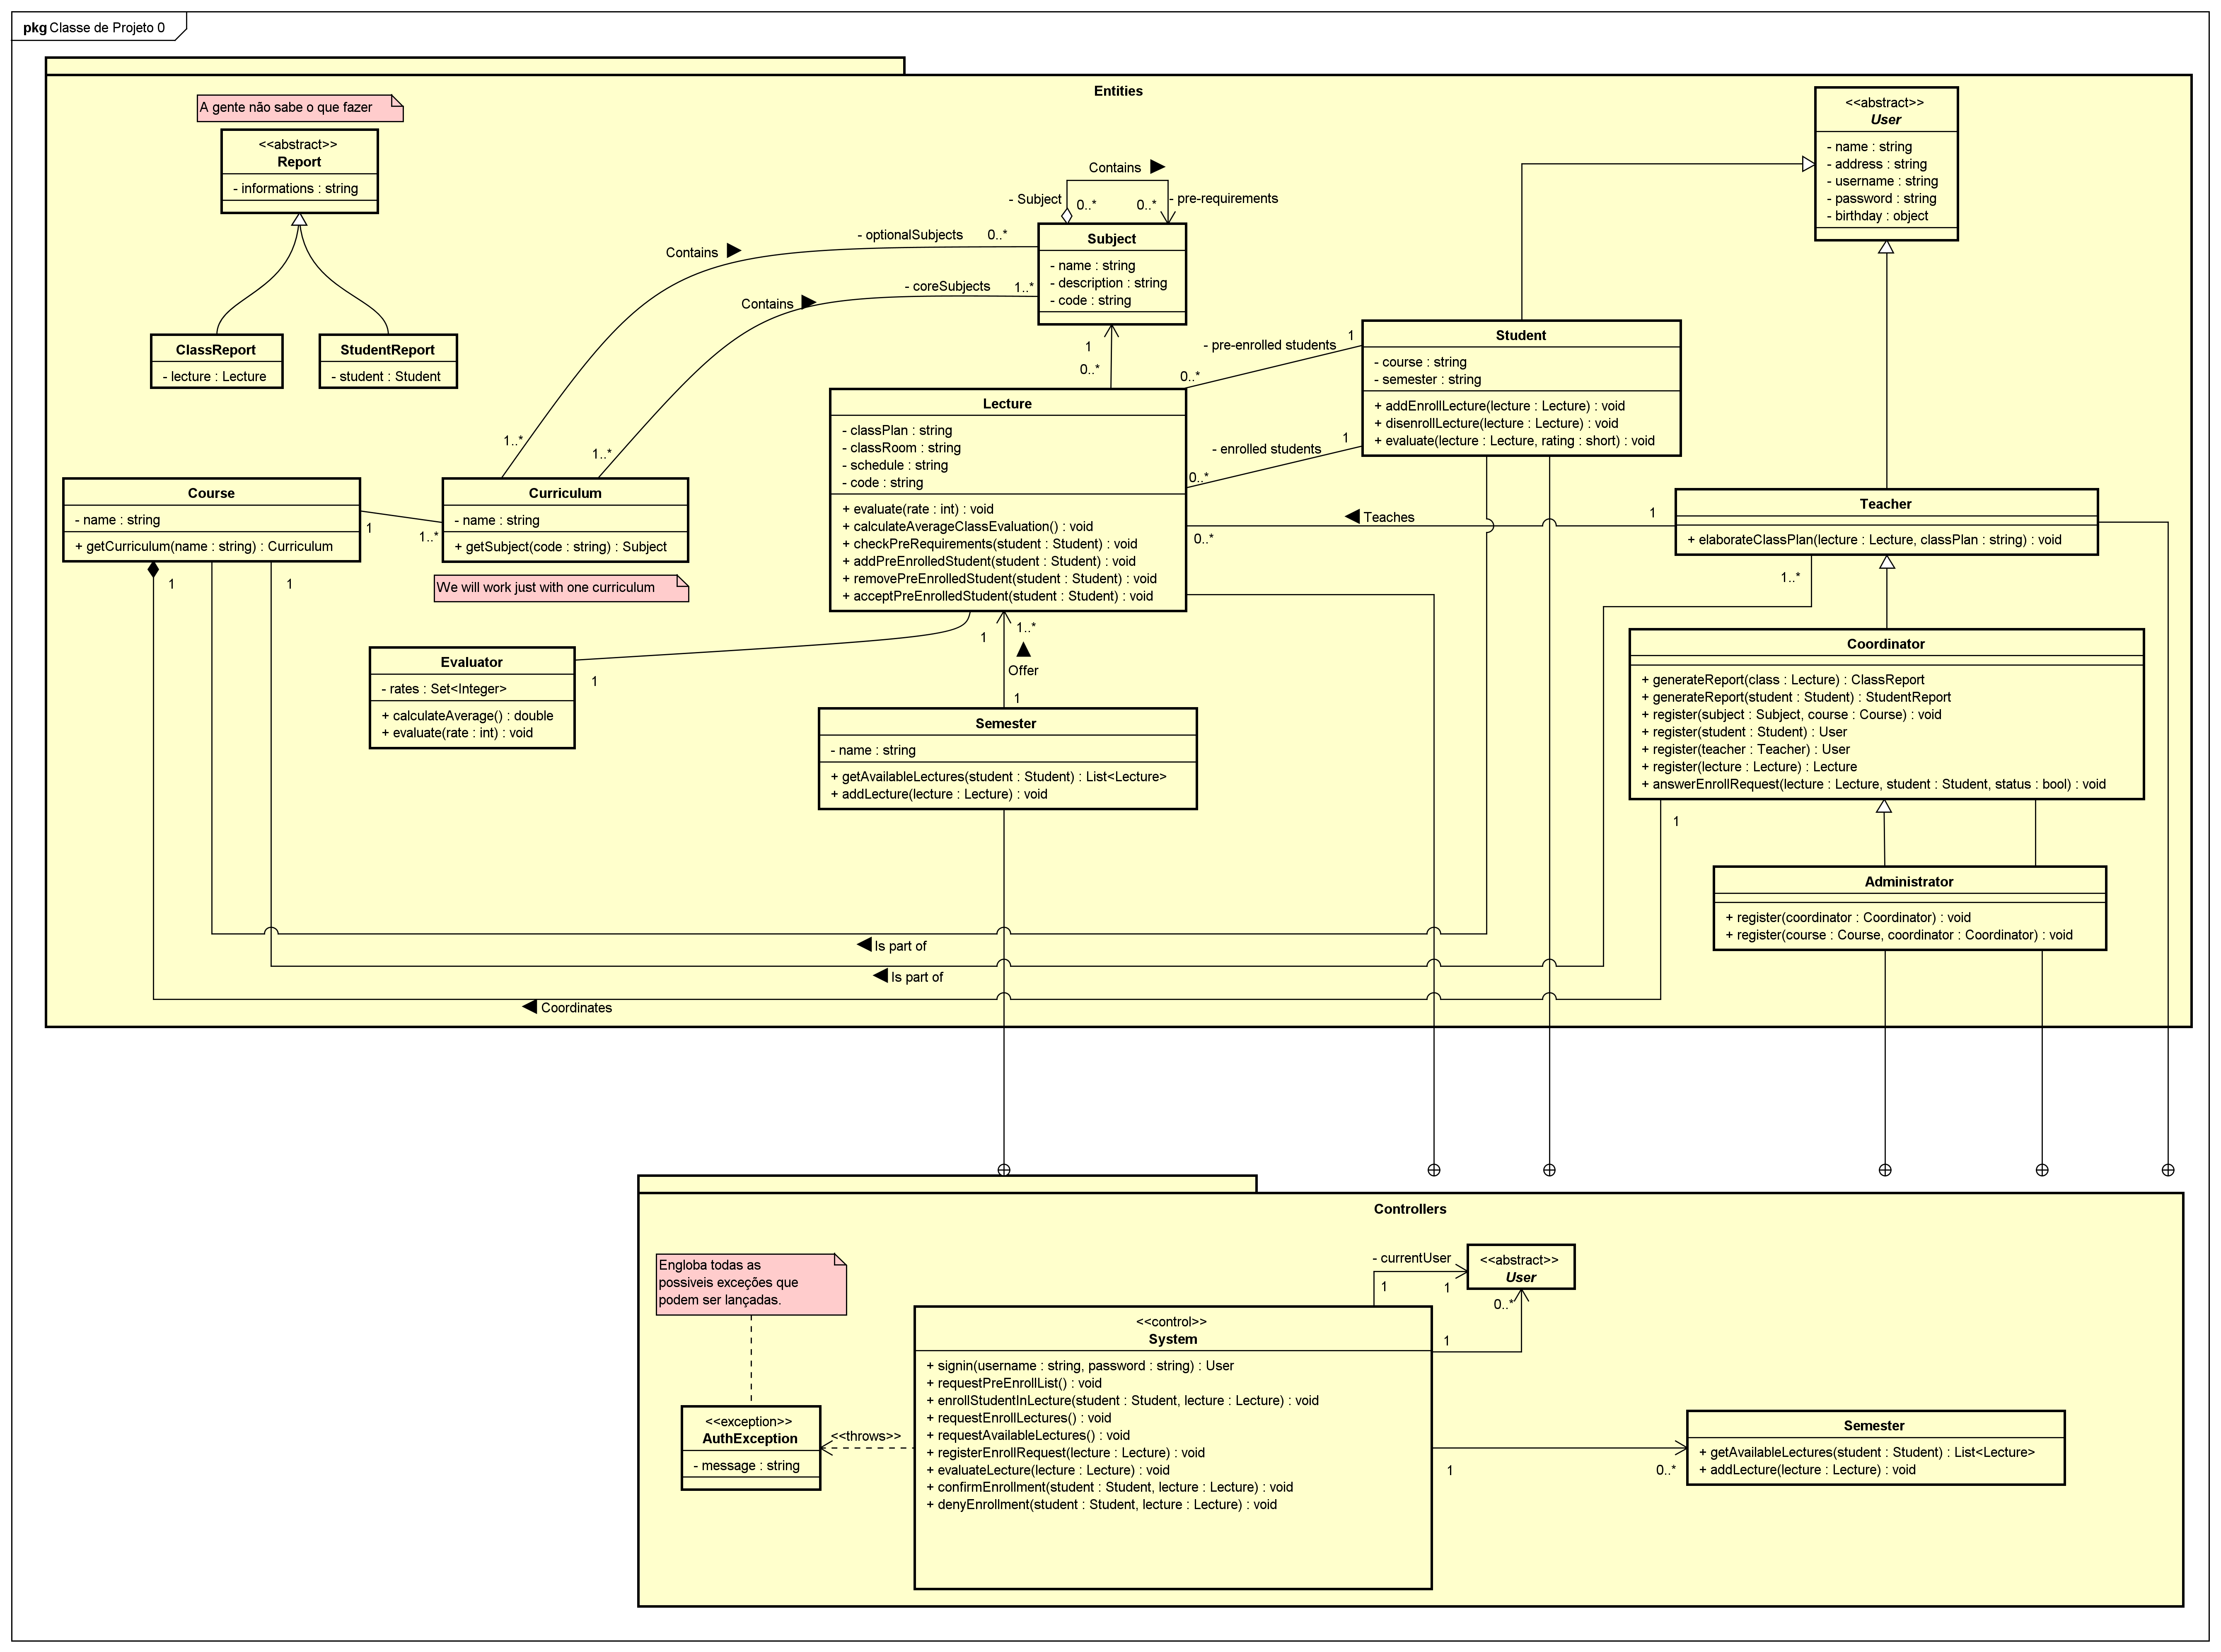 pkg Classe de Projeto 0
Entities
A gente não sabe o que fazer
<<abstract>>
Report
- informations : string
ClassReport
- lecture : Lecture
StudentReport
- student : Student
Contains
- Subject
0..*
0..*
- pre-requirements
Subject
- name : string
- description : string
- code : string
<<abstract>>
User
- name : string
- address : string
- username : string
- password : string
- birthday : object
Contains
- optionalSubjects
0..*
Contains
- coreSubjects
1..*
1..*
1..*
1
0..*
- pre-enrolled students
1
0..*
- enrolled students
1
0..*
Student
- course : string
- semester : string
+ addEnrollLecture(lecture : Lecture) : void
+ disenrollLecture(lecture : Lecture) : void
+ evaluate(lecture : Lecture, rating : short) : void
Lecture
- classPlan : string
- classRoom : string
- schedule : string
- code : string
+ evaluate(rate : int) : void
+ calculateAverageClassEvaluation() : void
+ checkPreRequirements(student : Student) : void
+ addPreEnrolledStudent(student : Student) : void
+ removePreEnrolledStudent(student : Student) : void
+ acceptPreEnrolledStudent(student : Student) : void
Course
- name : string
+ getCurriculum(name : string) : Curriculum
1
1..*
1
1
Curriculum
- name : string
+ getSubject(code : string) : Subject
We will work just with one curriculum
Teaches
1
0..*
Teacher
+ elaborateClassPlan(lecture : Lecture, classPlan : string) : void
1..*
Evaluator
- rates : Set<Integer>
+ calculateAverage() : double
+ evaluate(rate : int) : void
1
1
1..*
Offer
1
Semester
- name : string
+ getAvailableLectures(student : Student) : List<Lecture>
+ addLecture(lecture : Lecture) : void
Coordinator
+ generateReport(class : Lecture) : ClassReport
+ generateReport(student : Student) : StudentReport
+ register(subject : Subject, course : Course) : void
+ register(student : Student) : User
+ register(teacher : Teacher) : User
+ register(lecture : Lecture) : Lecture
+ answerEnrollRequest(lecture : Lecture, student : Student, status : bool) : void
1
Administrator
+ register(coordinator : Coordinator) : void
+ register(course : Course, coordinator : Coordinator) : void
Is part of
Is part of
Coordinates
Controllers
Engloba todas as
possiveis exceções que
podem ser lançadas.
<<exception>>
AuthException
- message : string
<<throws>>
<<control>>
System
+ signin(username : string, password : string) : User
+ requestPreEnrollList() : void
+ enrollStudentInLecture(student : Student, lecture : Lecture) : void
+ requestEnrollLectures() : void
+ requestAvailableLectures() : void
+ registerEnrollRequest(lecture : Lecture) : void
+ evaluateLecture(lecture : Lecture) : void
+ confirmEnrollment(student : Student, lecture : Lecture) : void
+ denyEnrollment(student : Student, lecture : Lecture) : void
- currentUser
1
1
<<abstract>>
User
0..*
1
1
0..*
Semester
+ getAvailableLectures(student : Student) : List<Lecture>
+ addLecture(lecture : Lecture) : void